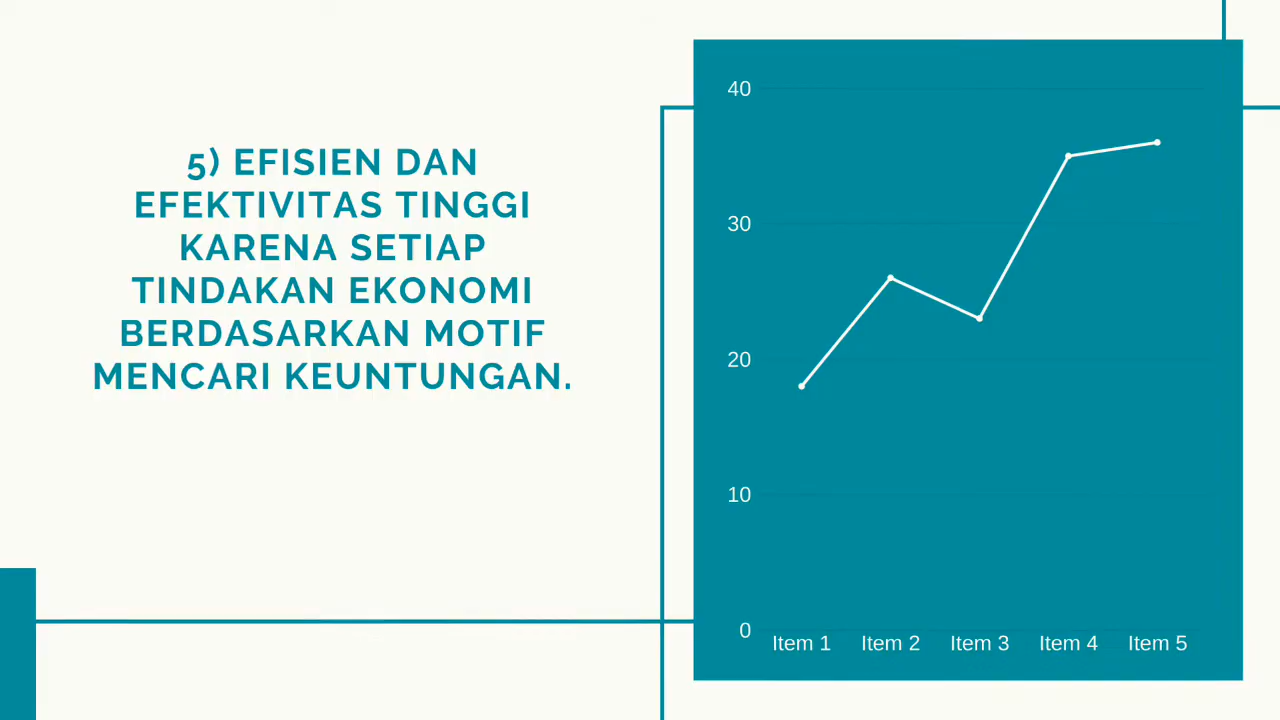 5) EFISIEN DAN
EFEKTIVITAS TINGGI
KARENA SETIAP
TINDAKAN EKONOMI
BERDASARKAN MOTIF
MENCARI KEUNTUNGAN.
40
30
20
10
0
Item 1 Item 2 Item 3 Item 4 Item 5